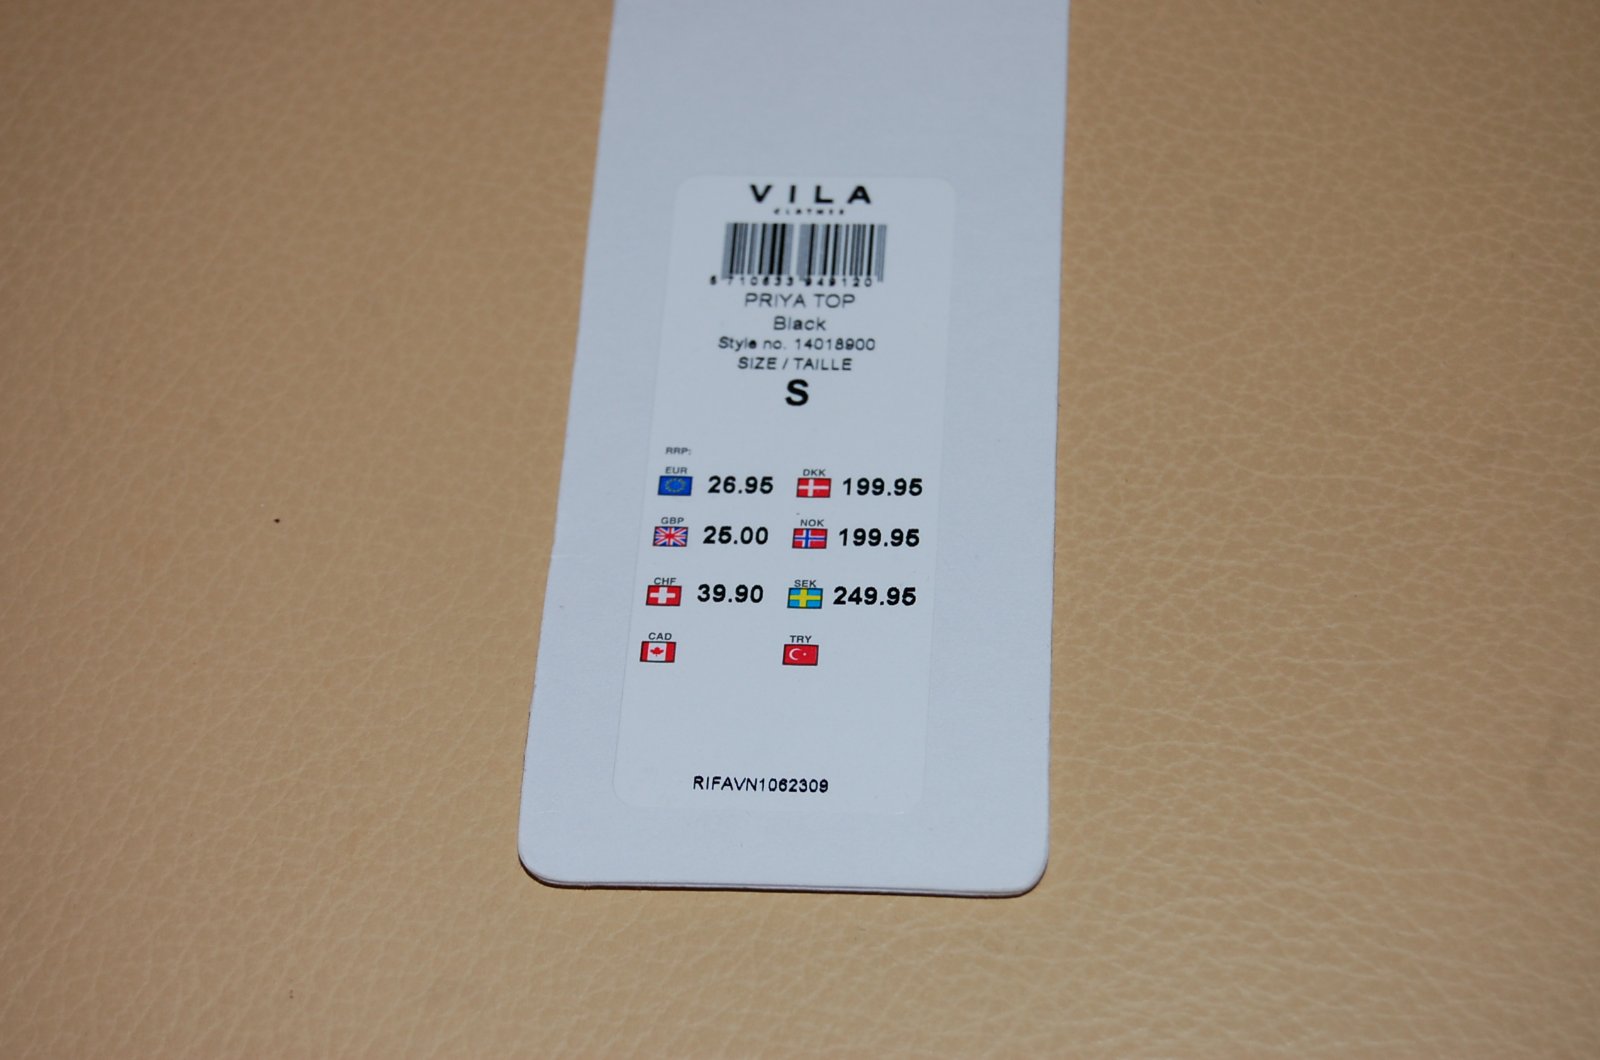 VILA
CLOTHES
5 710633 949120
PRIYA TOP
Black
Style no. 14018900
SIZE / TAILLE
S
RRP:
EUR 26.95 DKK 199.95
GBP 25.00 NOK 199.95
CHF 39.90 SEK 249.95
CAD TRY
RIFAVN1062309